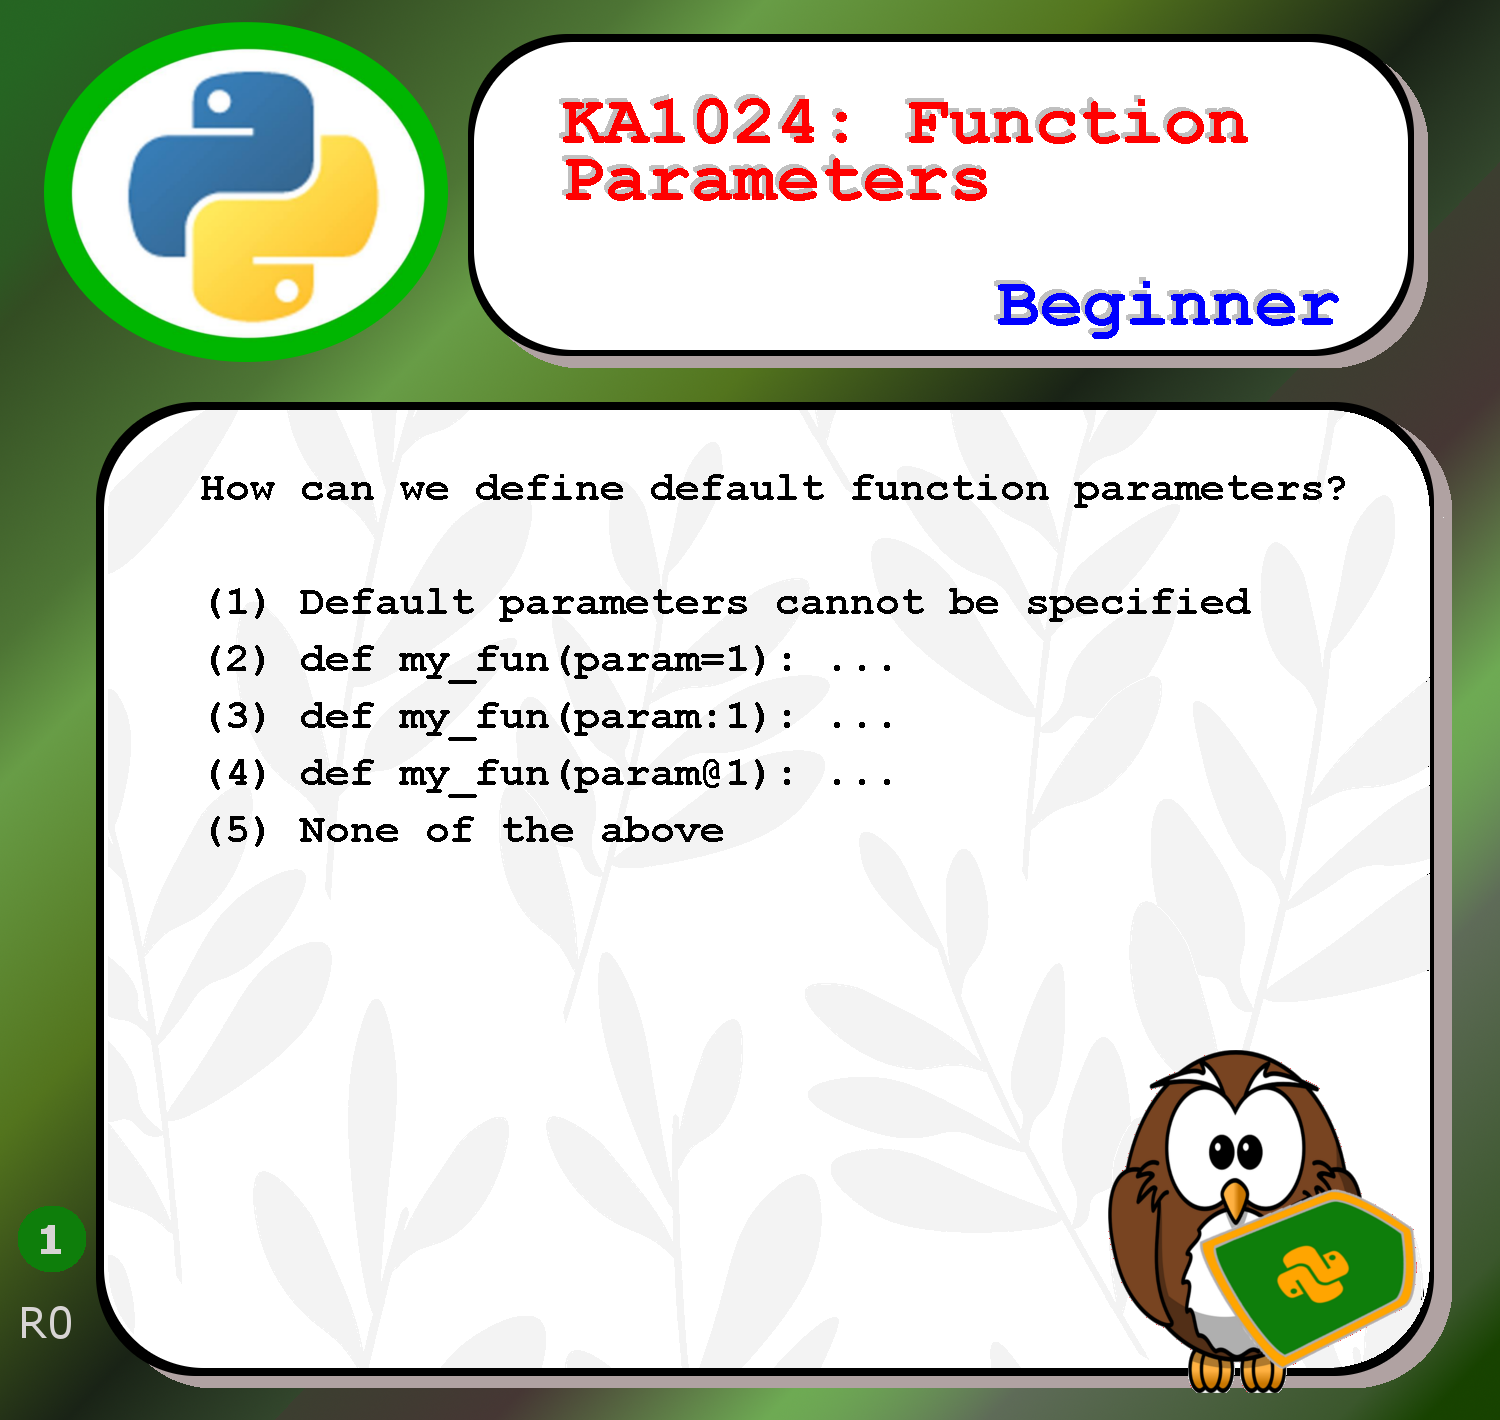 KA1024: Function
Parameters
Beginner
How can we define default function parameters?
(1) Default parameters cannot be specified
(2) def my_fun(param=1): ...
(3) def my_fun(param:1): ...
(4) def my_fun(param@1): ...
(5) None of the above
1
R0